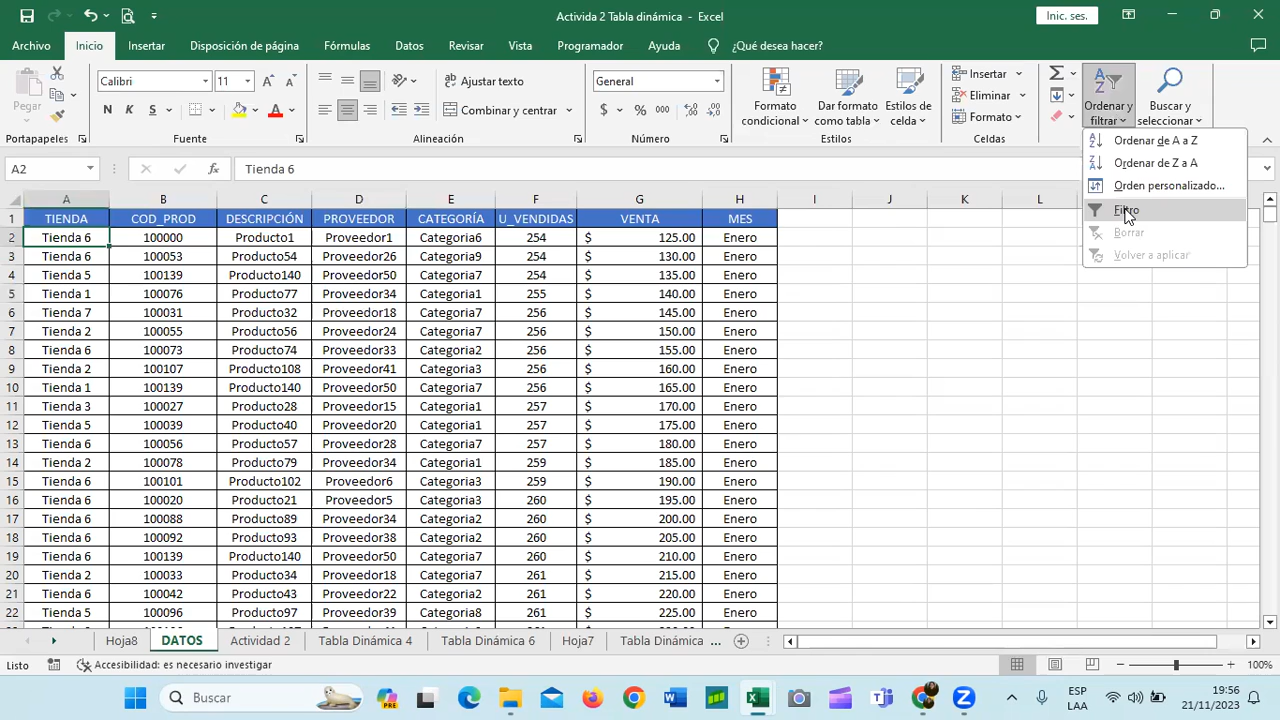 Activida 2 Tabla dinámica - Excel
Inic. ses.
Archivo Inicio Insertar Disposición de página Fórmulas Datos Revisar Vista Programador Ayuda ¿Qué desea hacer?
Pegar
Calibri 11
N K S
Ajustar texto
Combinar y centrar
General
$ % 000
Formato condicional
Dar formato como tabla
Estilos de celda
Insertar
Eliminar
Formato
Ordenar y filtrar
Buscar y seleccionar
Portapapeles Fuente Alineación Número Estilos Celdas
Ordenar de A a Z
Ordenar de Z a A
Orden personalizado...
Filtro
Borrar
Volver a aplicar
A2 fx Tienda 6
A B C D E F G H I J K L
1 TIENDA COD_PROD DESCRIPCIÓN PROVEEDOR CATEGORÍA U_VENDIDAS VENTA MES
2 Tienda 6 100000 Producto1 Proveedor1 Categoria6 254 $ 125.00 Enero
3 Tienda 6 100053 Producto54 Proveedor26 Categoria9 254 $ 130.00 Enero
4 Tienda 5 100139 Producto140 Proveedor50 Categoria7 254 $ 135.00 Enero
5 Tienda 1 100076 Producto77 Proveedor34 Categoria1 255 $ 140.00 Enero
6 Tienda 7 100031 Producto32 Proveedor18 Categoria7 256 $ 145.00 Enero
7 Tienda 2 100055 Producto56 Proveedor24 Categoria7 256 $ 150.00 Enero
8 Tienda 6 100073 Producto74 Proveedor33 Categoria2 256 $ 155.00 Enero
9 Tienda 2 100107 Producto108 Proveedor41 Categoria3 256 $ 160.00 Enero
10 Tienda 1 100139 Producto140 Proveedor50 Categoria7 256 $ 165.00 Enero
11 Tienda 3 100027 Producto28 Proveedor15 Categoria1 257 $ 170.00 Enero
12 Tienda 5 100039 Producto40 Proveedor20 Categoria1 257 $ 175.00 Enero
13 Tienda 6 100056 Producto57 Proveedor28 Categoria7 257 $ 180.00 Enero
14 Tienda 2 100078 Producto79 Proveedor34 Categoria1 259 $ 185.00 Enero
15 Tienda 6 100101 Producto102 Proveedor6 Categoria3 259 $ 190.00 Enero
16 Tienda 6 100020 Producto21 Proveedor5 Categoria3 260 $ 195.00 Enero
17 Tienda 6 100088 Producto89 Proveedor34 Categoria2 260 $ 200.00 Enero
18 Tienda 6 100092 Producto93 Proveedor38 Categoria2 260 $ 205.00 Enero
19 Tienda 6 100139 Producto140 Proveedor50 Categoria7 260 $ 210.00 Enero
20 Tienda 2 100033 Producto34 Proveedor18 Categoria7 261 $ 215.00 Enero
21 Tienda 6 100042 Producto43 Proveedor22 Categoria2 261 $ 220.00 Enero
22 Tienda 5 100096 Producto97 Proveedor39 Categoria8 261 $ 225.00 Enero
Hoja8 DATOS Actividad 2 Tabla Dinámica 4 Tabla Dinámica 6 Hoja7 Tabla Dinámica ...
Listo Accesibilidad: es necesario investigar 100%
Buscar
PRE
ESP
LAA
19:56
21/11/2023